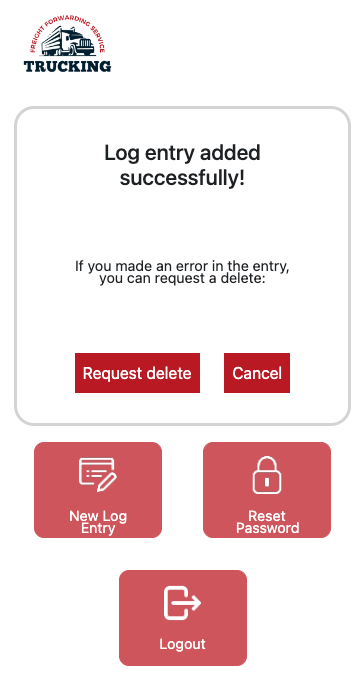 FREIGHT FORWARDING SERVICE
TRUCKING
Log entry added
successfully!
If you made an error in the entry,
you can request a delete:
Request delete
Cancel
New Log
Entry
Reset
Password
Logout